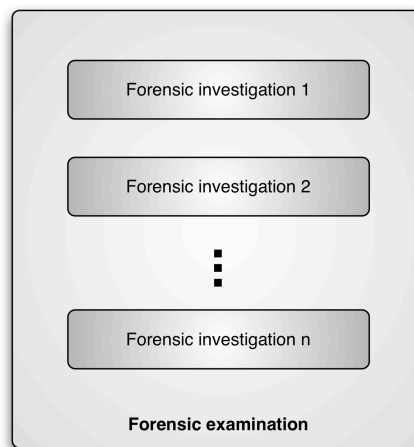 Forensic investigation 1
Forensic investigation 2
Forensic investigation n
Forensic examination